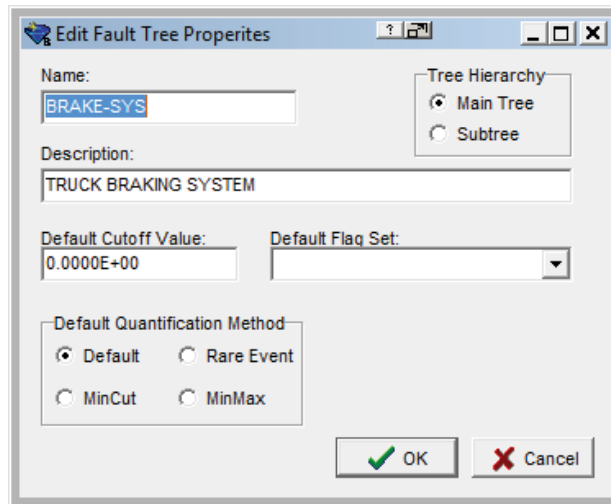 Edit Fault Tree Properites
Name:
BRAKE-SYS
Tree Hierarchy
Main Tree
Subtree
Description:
TRUCK BRAKING SYSTEM
Default Cutoff Value:
Default Flag Set:
0.0000E+00
Default Quantification Method
Default
Rare Event
MinCut
MinMax
OK
Cancel